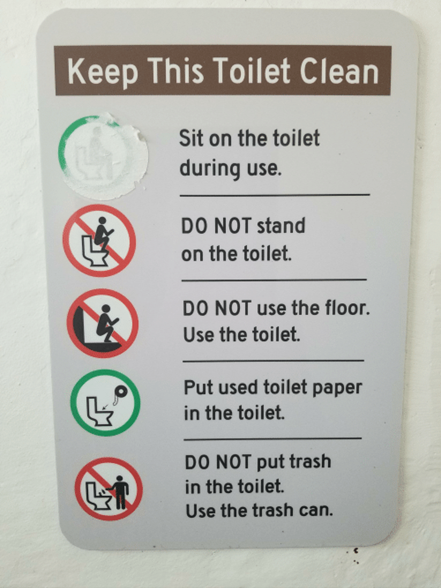 Keep This Toilet Clean
Sit on the toilet
during use.
DO NOT stand
on the toilet.
DO NOT use the floor.
Use the toilet.
Put used toilet paper
in the toilet.
DO NOT put trash
in the toilet.
Use the trash can.